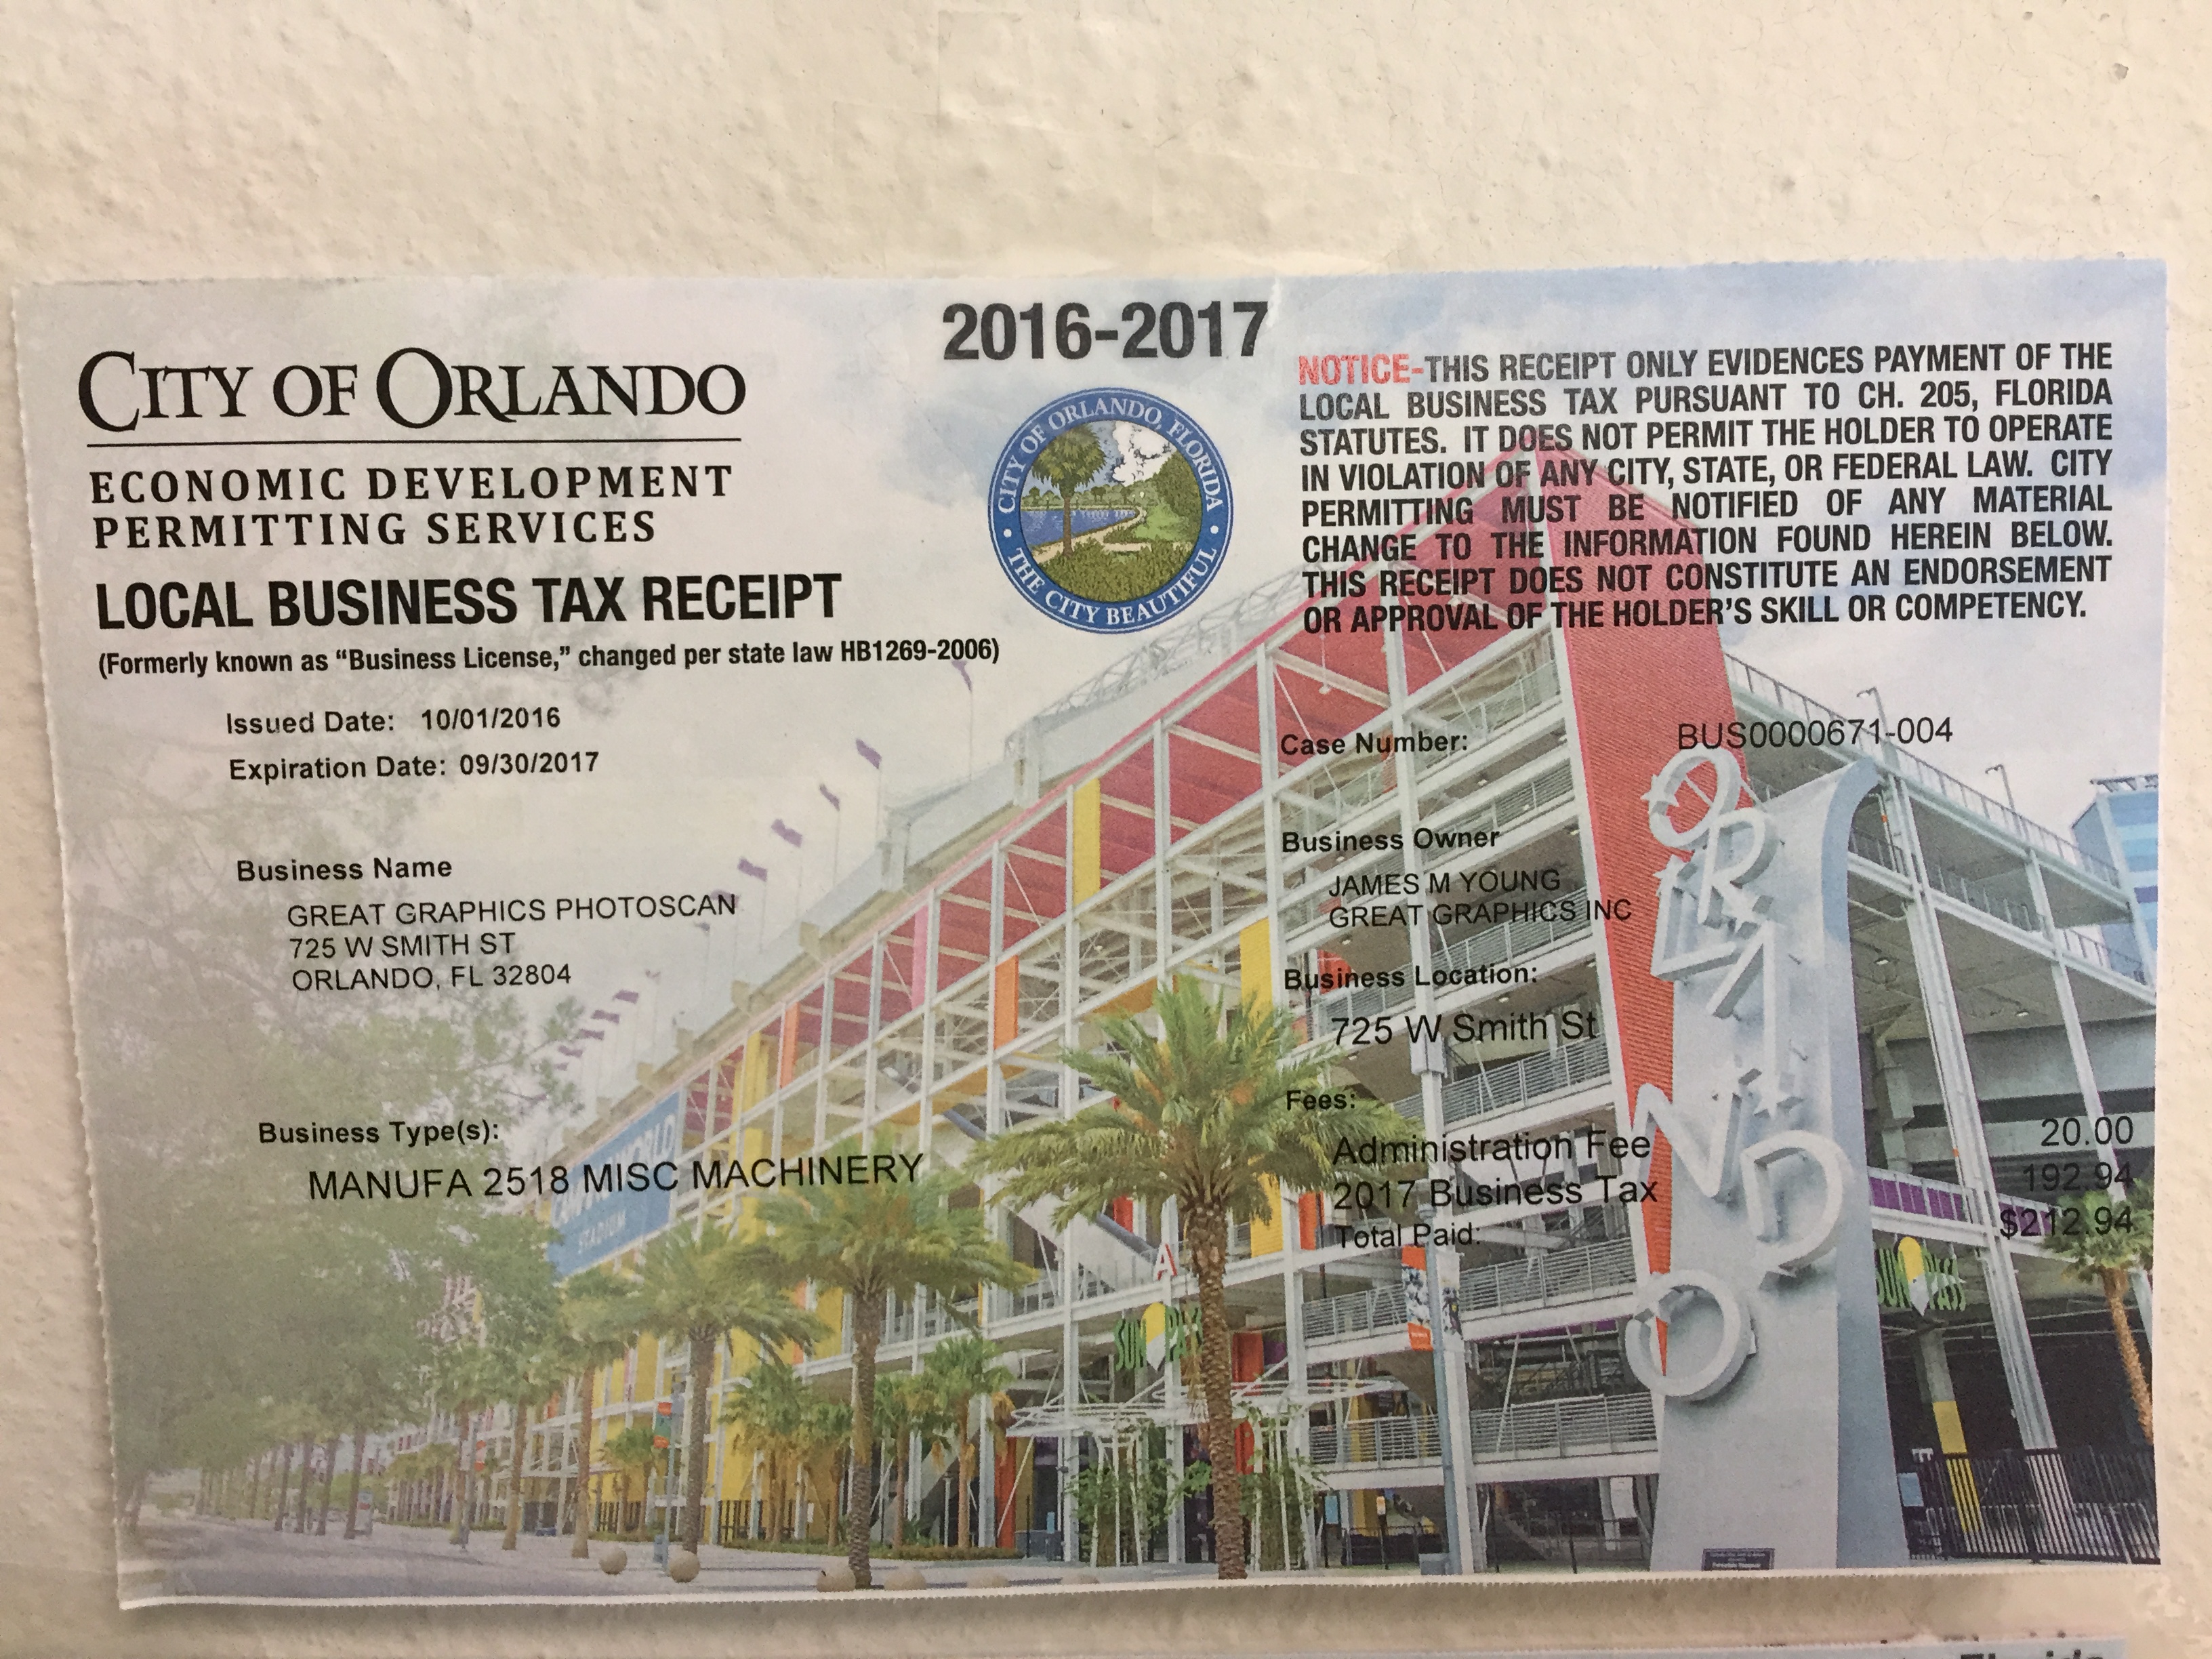 2016-2017
CITY OF ORLANDO
ECONOMIC DEVELOPMENT
PERMITTING SERVICES
LOCAL BUSINESS TAX RECEIPT
(Formerly known as “Business License,” changed per state law HB1269-2006)
CITY OF ORLANDO, FLORIDA
• THE CITY BEAUTIFUL •
NOTICE-THIS RECEIPT ONLY EVIDENCES PAYMENT OF THE
LOCAL BUSINESS TAX PURSUANT TO CH. 205, FLORIDA
STATUTES. IT DOES NOT PERMIT THE HOLDER TO OPERATE
IN VIOLATION OF ANY CITY, STATE, OR FEDERAL LAW. CITY
PERMITTING MUST BE NOTIFIED OF ANY MATERIAL
CHANGE TO THE INFORMATION FOUND HEREIN BELOW.
THIS RECEIPT DOES NOT CONSTITUTE AN ENDORSEMENT
OR APPROVAL OF THE HOLDER’S SKILL OR COMPETENCY.
Issued Date: 10/01/2016
Expiration Date: 09/30/2017
Case Number: BUS0000671-004
Business Name
GREAT GRAPHICS PHOTOSCAN
725 W SMITH ST
ORLANDO, FL 32804
Business Owner
JAMES M YOUNG
GREAT GRAPHICS INC
Business Location:
725 W Smith St
Business Type(s):
MANUFA 2518 MISC MACHINERY
Fees:
Administration Fee 20.00
2017 Business Tax 192.94
Total Paid: $212.94
ORLANDO
STADIUM
A
SUNPASS
SUNPASS
Florida